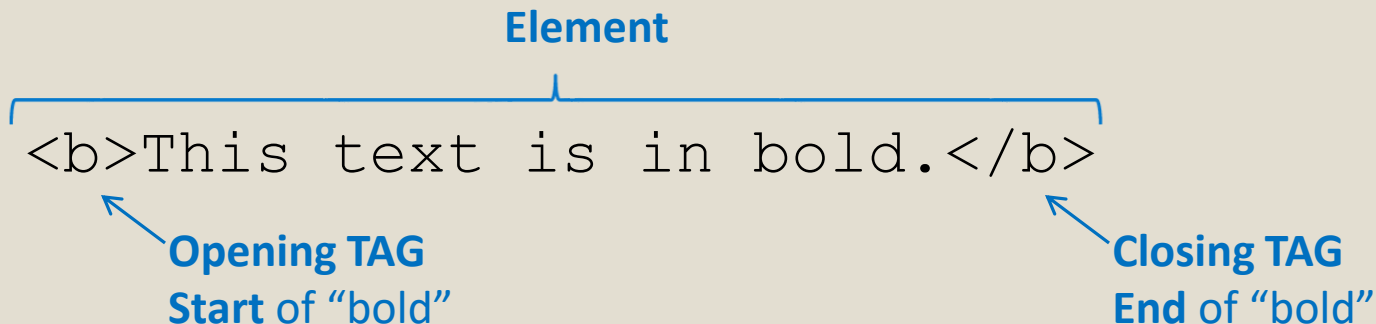 Element
<b>This text is in bold.</b>
Opening TAG
Start of “bold”
Closing TAG
End of “bold”